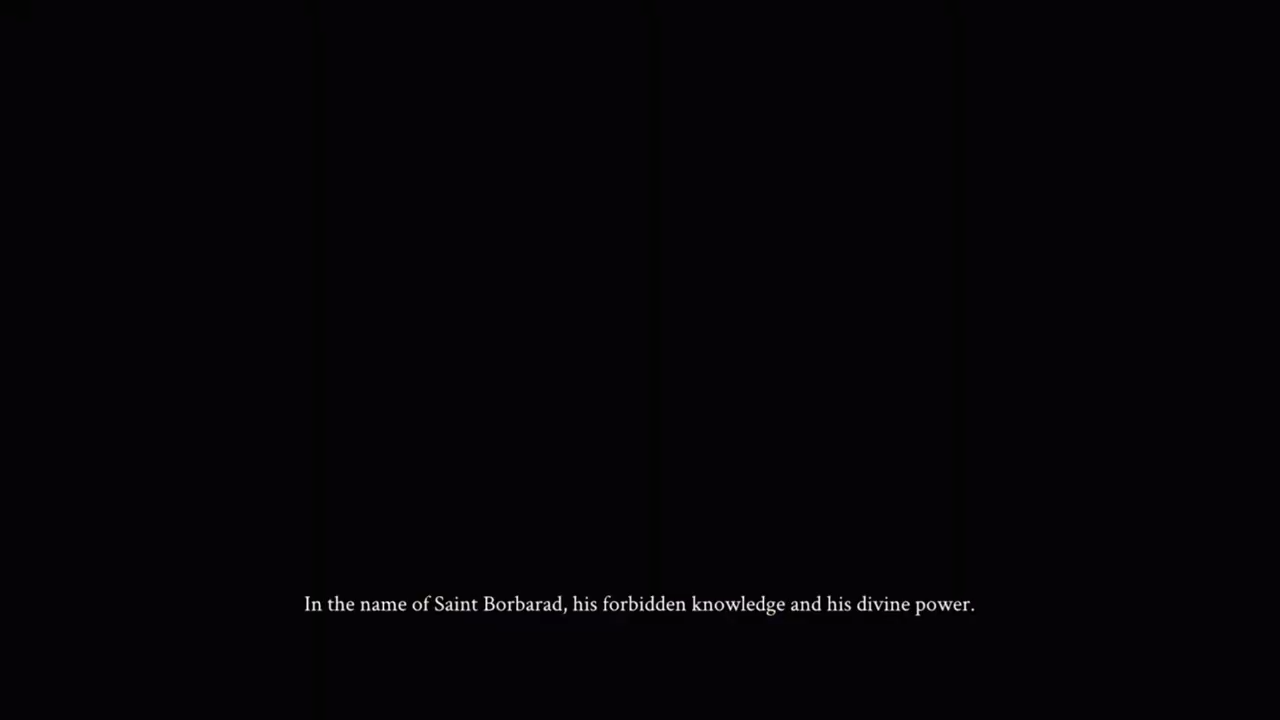 In the name of Saint Borbarad, his forbidden knowledge and his divine power.